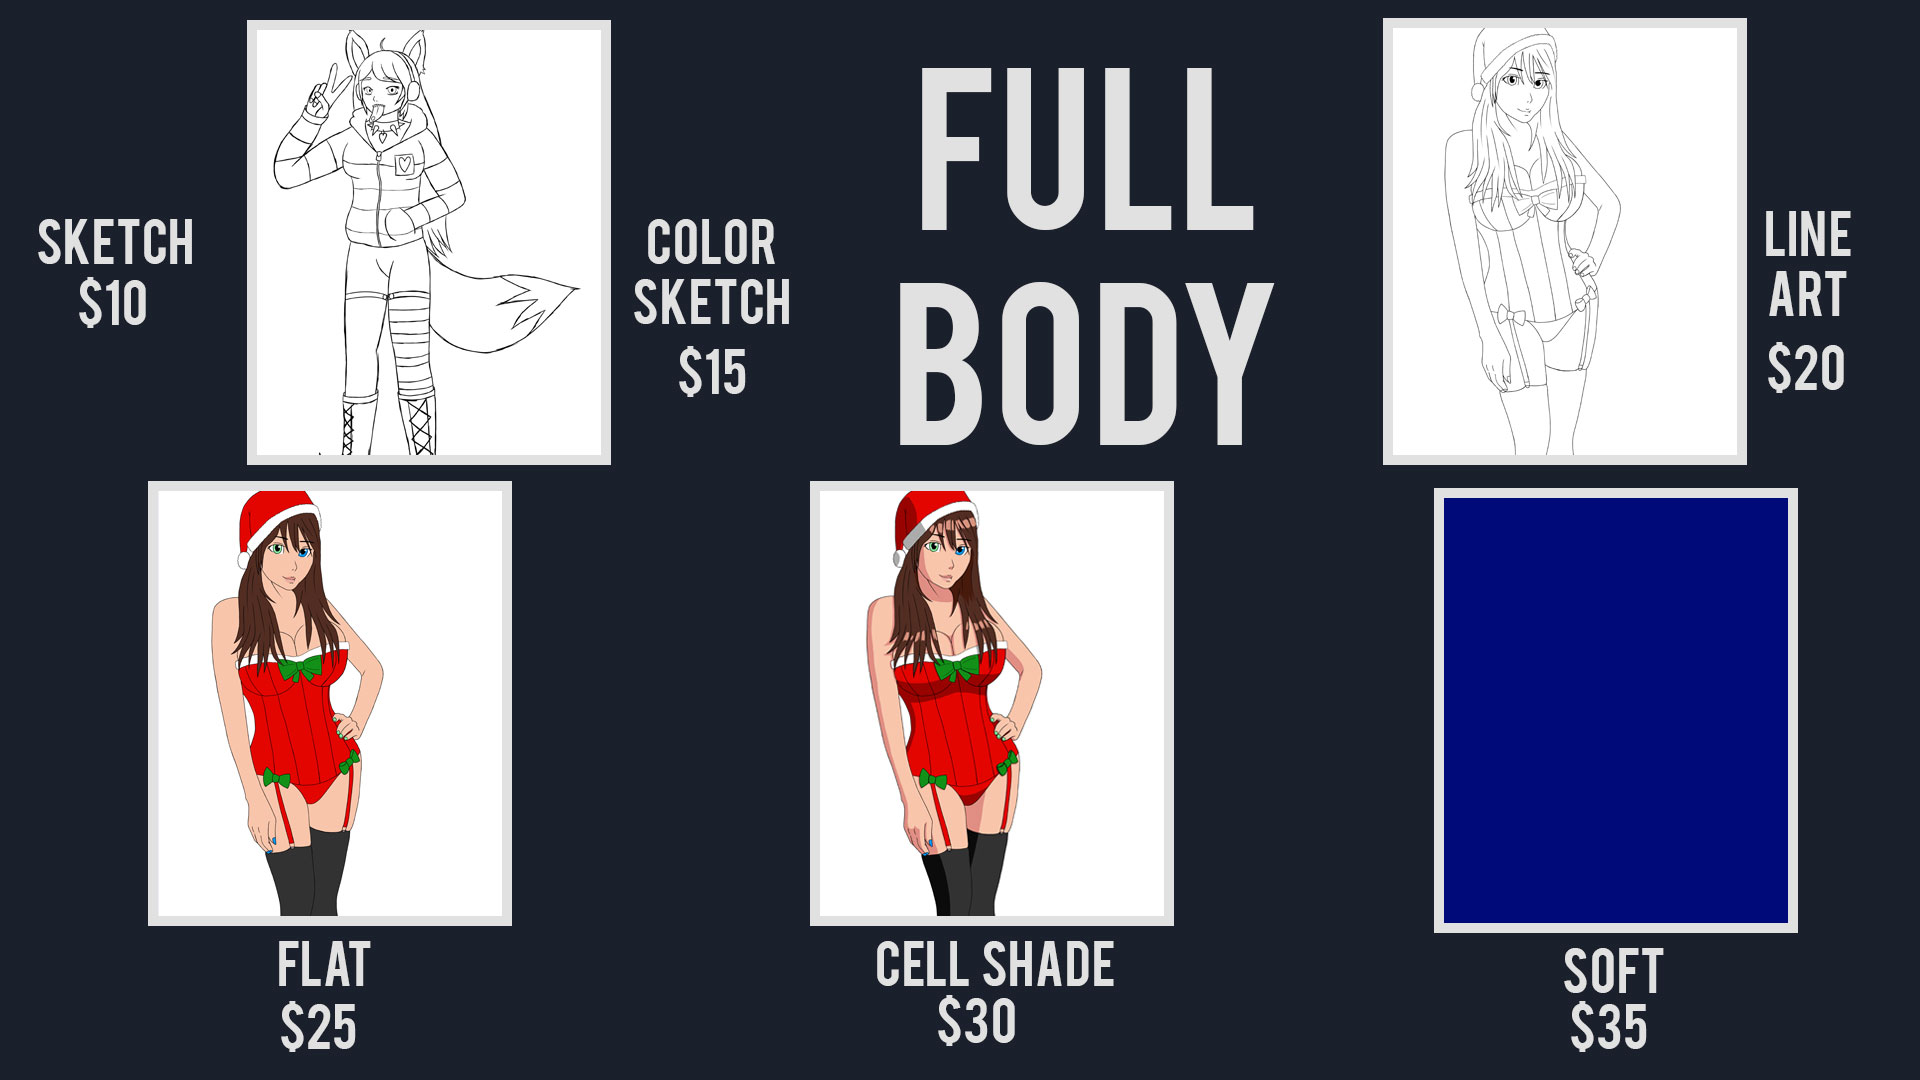 FULL
BODY
SKETCH
$10
COLOR
SKETCH
$15
LINE
ART
$20
FLAT
$25
CELL SHADE
$30
SOFT
$35